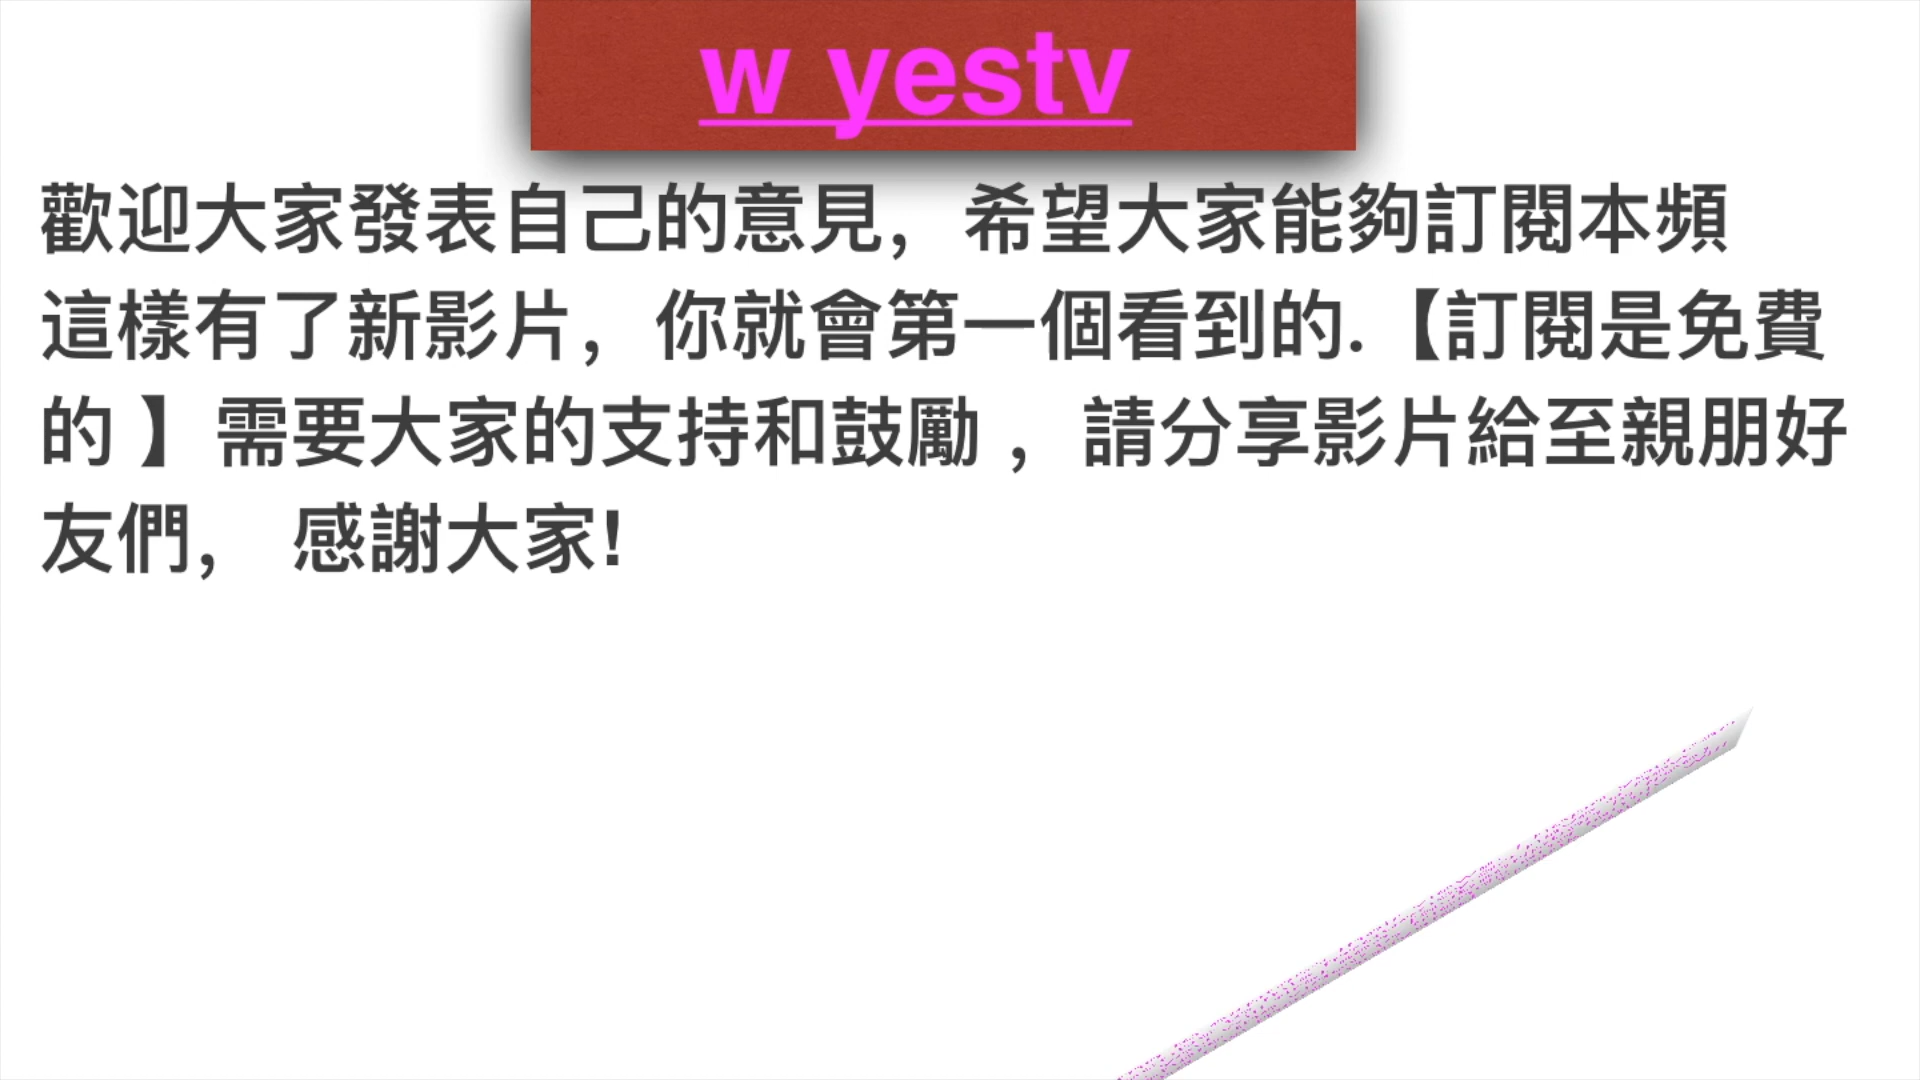 w yestv
歡迎大家發表自己的意見，希望大家能夠訂閱本頻
這樣有了新影片，你就會第一個看到的.【訂閱是免費
的 】需要大家的支持和鼓勵 ，請分享影片給至親朋好
友們， 感謝大家!